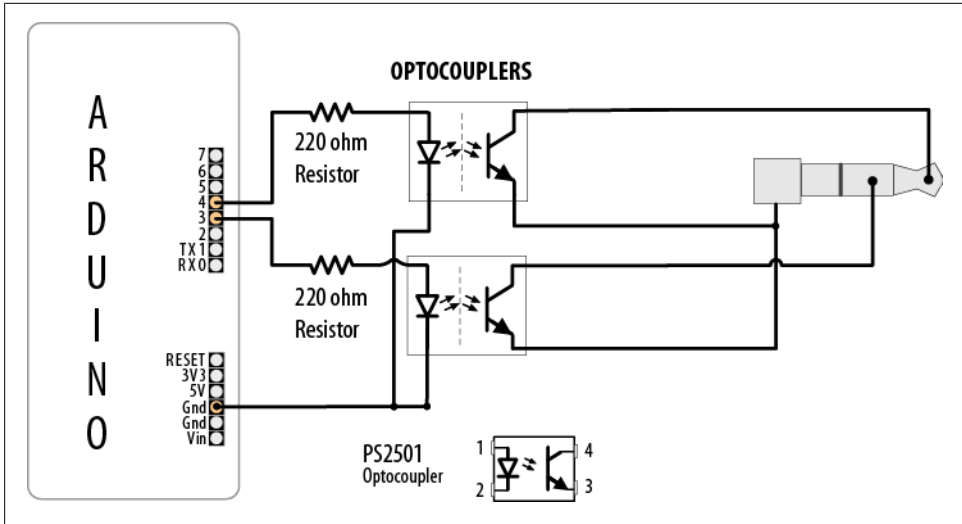 ARDUINO
7
6
5
4
3
2
TX 1
RX 0
RESET
3V3
5V
Gnd
Gnd
Vin
OPTOCOUPLERS
220 ohm
Resistor
220 ohm
Resistor
PS2501
Optocoupler
1
2
4
3